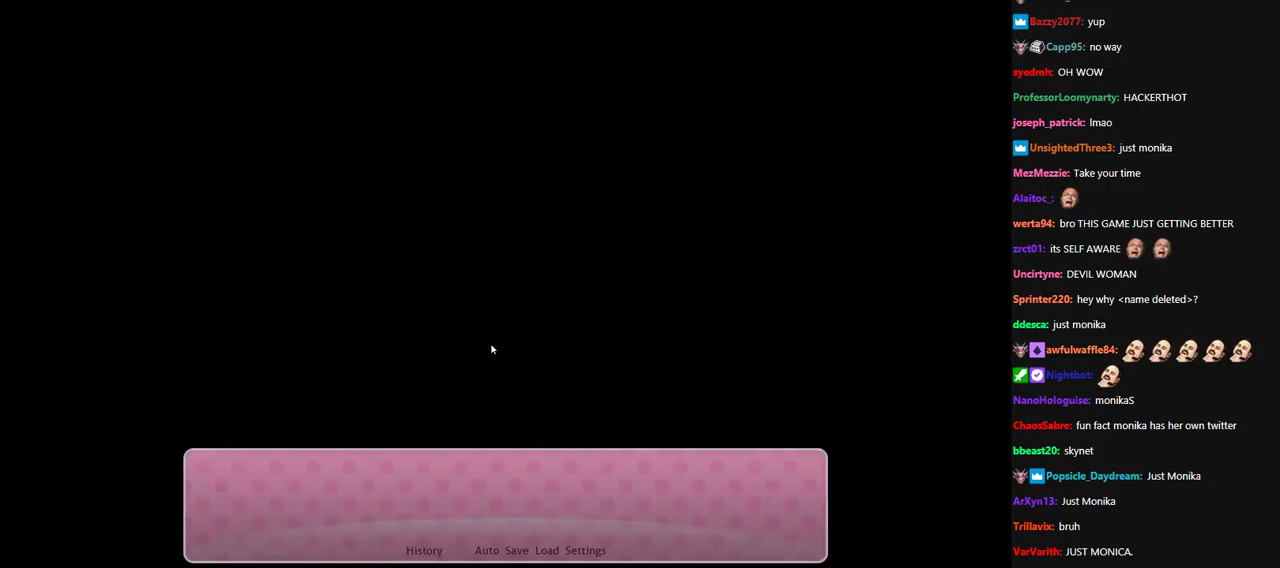 Bazzy2077: yup
Capp95: no way
syedmh: OH WOW
ProfessorLoomynarty: HACKERTHOT
joseph_patrick: lmao
UnsightedThree3: just monika
MezMezzie: Take your time
Alaitoc_:
werta94: bro THIS GAME JUST GETTING BETTER
zrct01: its SELF AWARE
Uncirtyne: DEVIL WOMAN
Sprinter220: hey why <name deleted>?
ddesca: just monika
awfulwaffle84:
Nightbot:
NanoHologuise: monikaS
ChaosSabre: fun fact monika has her own twitter
bbeast20: skynet
Popsicle_Daydream: Just Monika
ArXyn13: Just Monika
Trillavix: bruh
VarVarith: JUST MONICA.
History Auto Save Load Settings